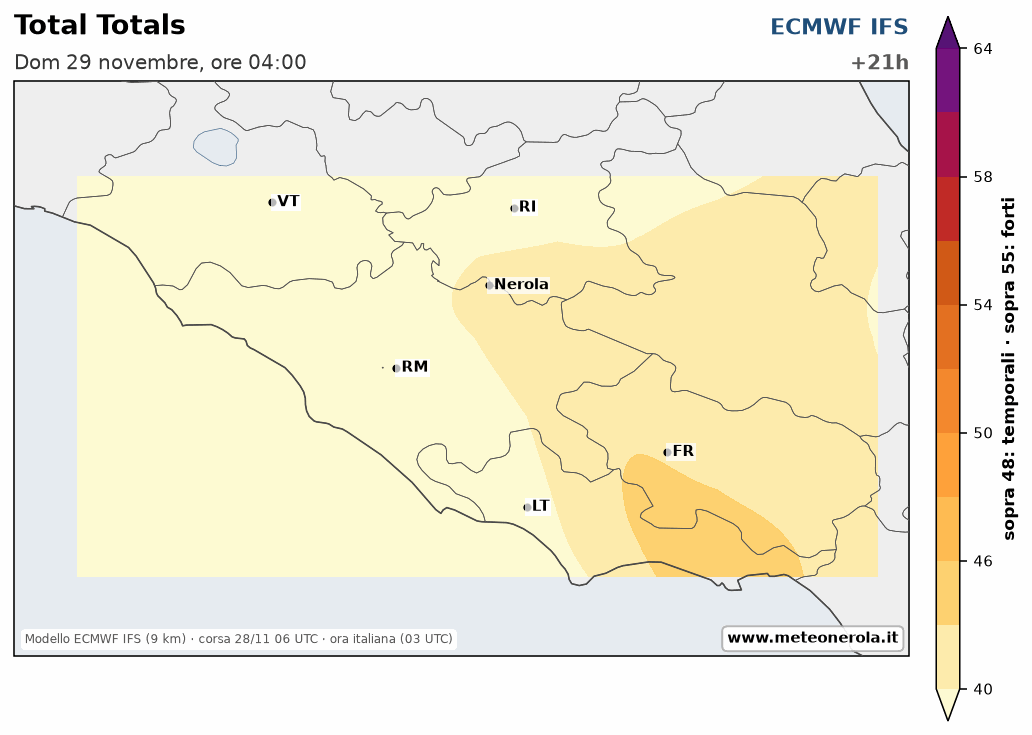 Total Totals
ECMWF IFS
Dom 29 novembre, ore 04:00
+21h
64
58
54
50
46
40
sopra 48: temporali · sopra 55: forti
VT
RI
Nerola
RM
FR
LT
Modello ECMWF IFS (9 km) · corsa 28/11 06 UTC · ora italiana (03 UTC)
www.meteonerola.it